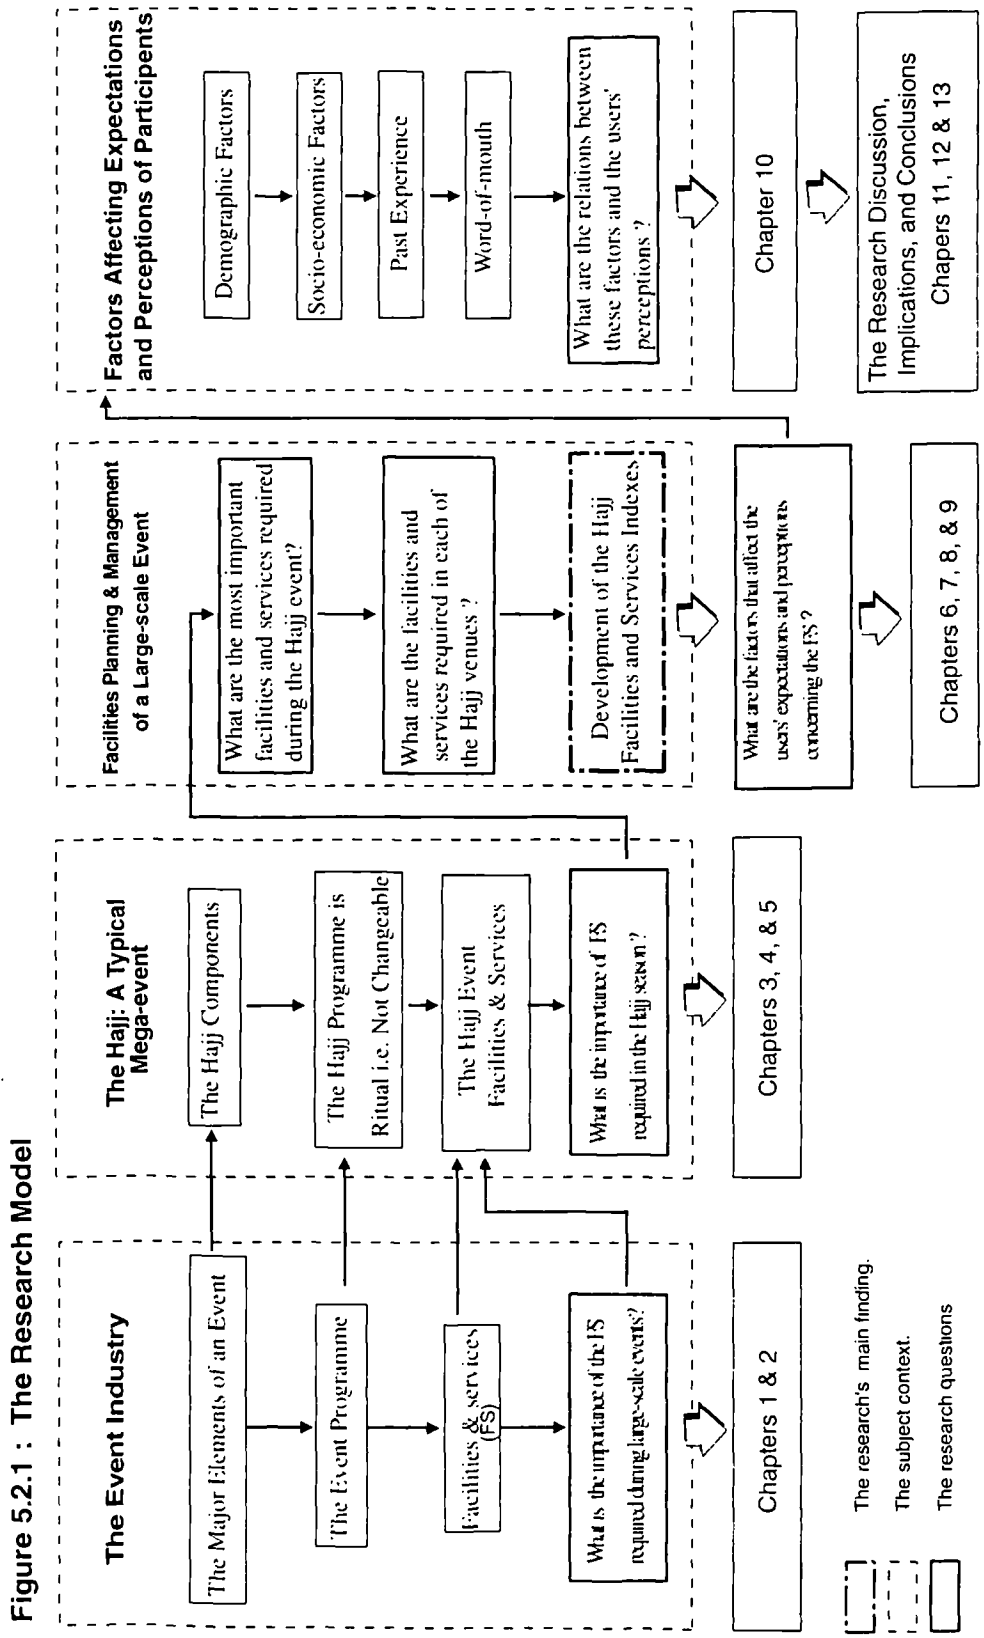 Figure 5.2.1 : The Research Model
The Event Industry
The Major Elements of an Event
The Event Programme
Facilities & services
(FS)
What is the importance of the FS
required during large-scale events?
Chapters 1 & 2
The Hajj: A Typical
Mega-event
The Hajj Components
The Hajj Programme is
Ritual i.e. Not Changeable
The Hajj Event
Facilities & Services
What is the importance of FS
required in the Hajj season ?
Chapters 3, 4, & 5
Facilities Planning & Management
of a Large-scale Event
What are the most important
facilities and services required
during the Hajj event?
What are the facilities and
services required in each of
the Hajj venues ?
Development of the Hajj
Facilities and Services Indexes
What are the factors that affect the
users' expectations and perceptions
concerning the FS ?
Chapters 6, 7, 8, & 9
Factors Affecting Expectations
and Perceptions of Participents
Demographic Factors
Socio-economic Factors
Past Experience
Word-of-mouth
What are the relations between
these factors and the users'
perceptions ?
Chapter 10
The Research Discussion,
Implications, and Conclusions
Chapers 11, 12 & 13
The research's main finding.
The subject context.
The research questions